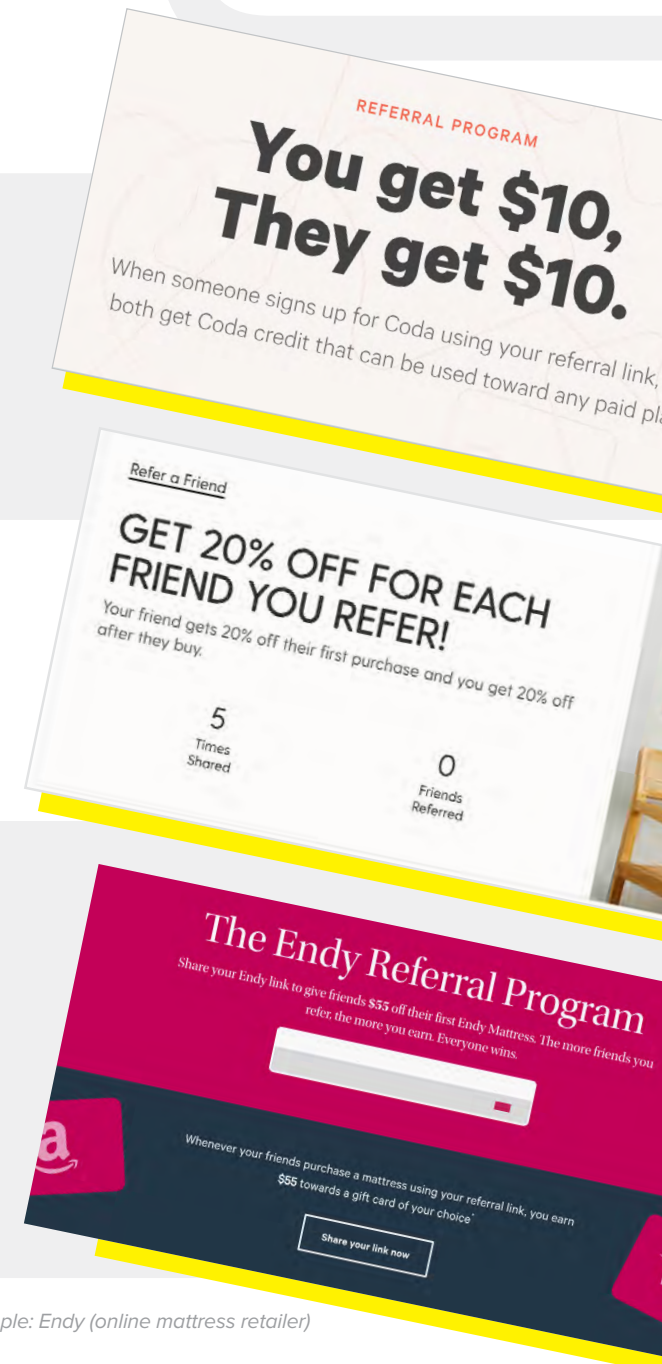 REFERRAL PROGRAM
You get $10,
They get $10.
When someone signs up for Coda using your referral link,
both get Coda credit that can be used toward any paid
Refer a Friend
GET 20% OFF FOR EACH
FRIEND YOU REFER!
Your friend gets 20% off their first purchase and you get 20% off
after they buy.
5
Times
Shared
0
Friends
Referred
The Endy Referral Program
Share your Endy link to give friends $55 off their first Endy Mattress. The more friends you
refer, the more you earn. Everyone wins.
a
Whenever your friends purchase a mattress using your referral link, you earn
$55 towards a gift card of your choice*
Share your link now
ple: Endy (online mattress retailer)